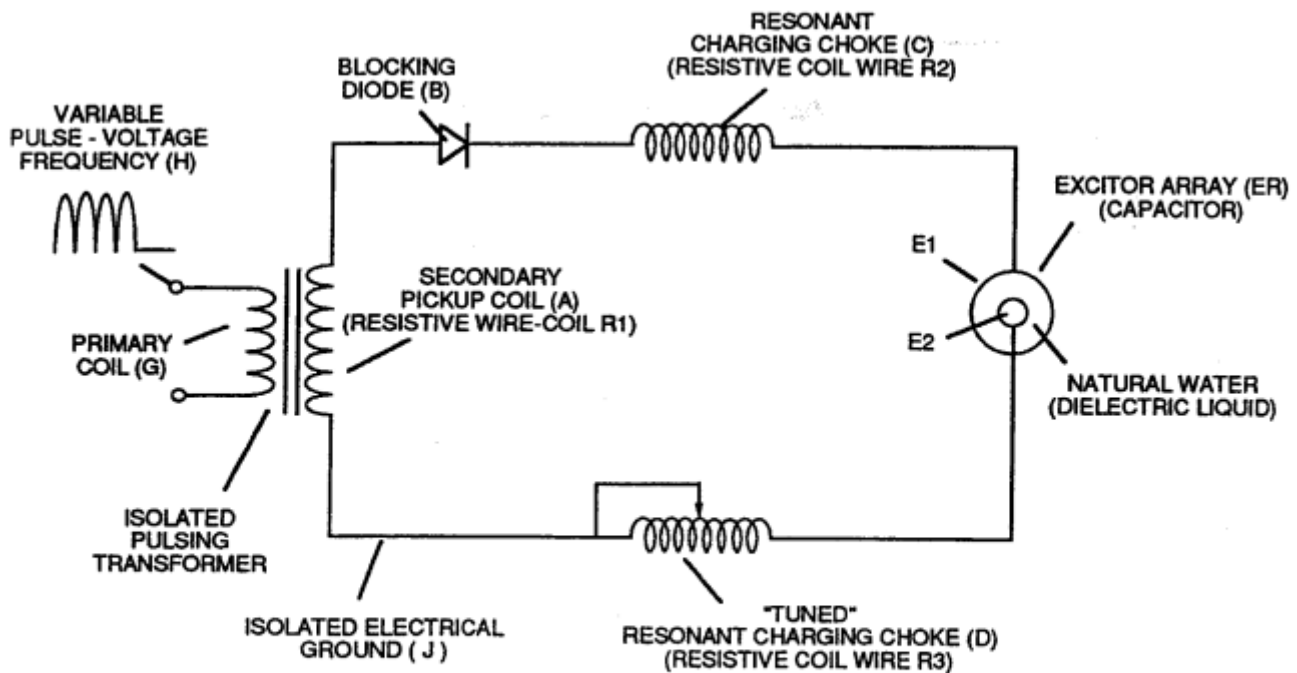 RESONANT
CHARGING CHOKE (C)
(RESISTIVE COIL WIRE R2)
BLOCKING
DIODE (B)
VARIABLE
PULSE - VOLTAGE
FREQUENCY (H)
EXCITOR ARRAY (ER)
(CAPACITOR)
E1
SECONDARY
PICKUP COIL (A)
(RESISTIVE WIRE-COIL R1)
PRIMARY
COIL (G)
E2
NATURAL WATER
(DIELECTRIC LIQUID)
ISOLATED
PULSING
TRANSFORMER
ISOLATED ELECTRICAL
GROUND ( J )
"TUNED"
RESONANT CHARGING CHOKE (D)
(RESISTIVE COIL WIRE R3)